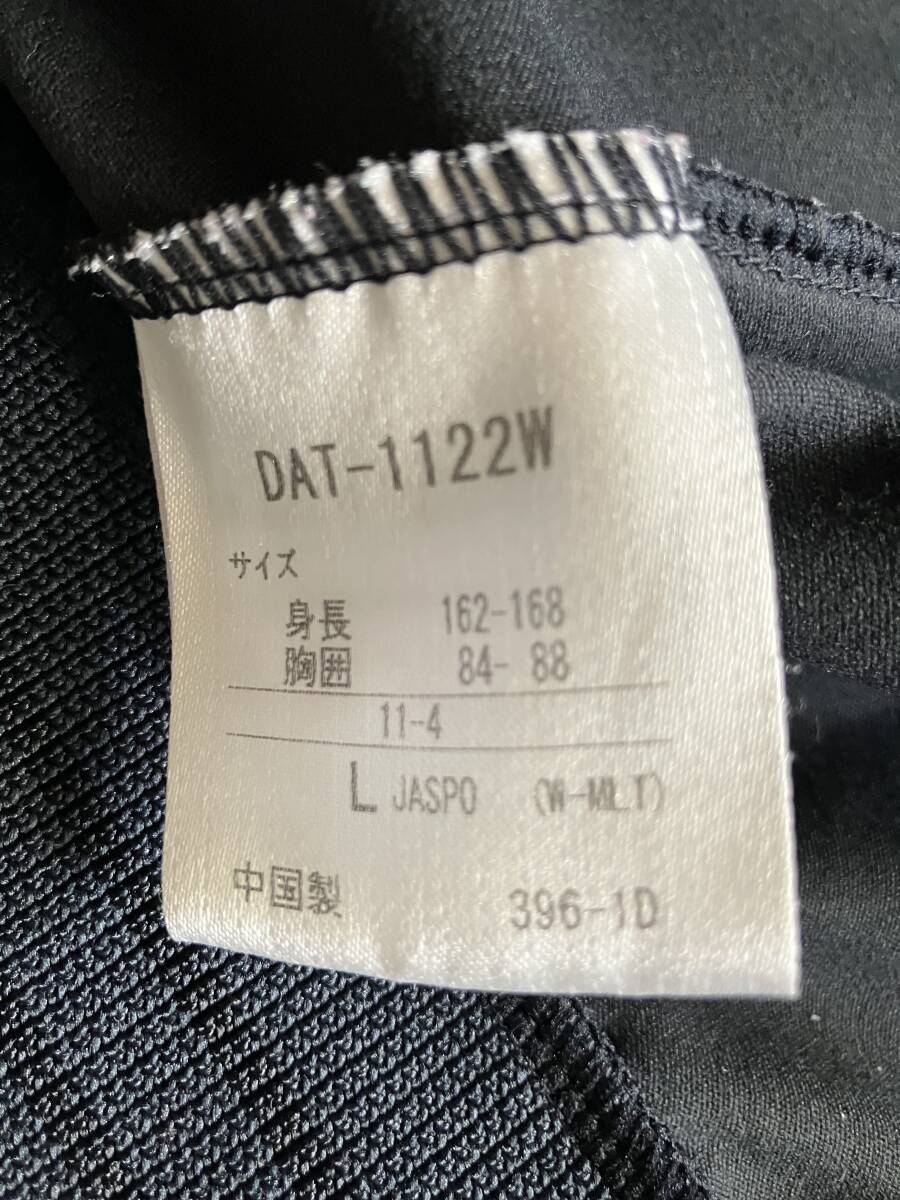 DAT-1122W
サイズ
身長 162-168
胸囲 84- 88
11-4
L JASPO (W-MLT)
中国製 396-1D